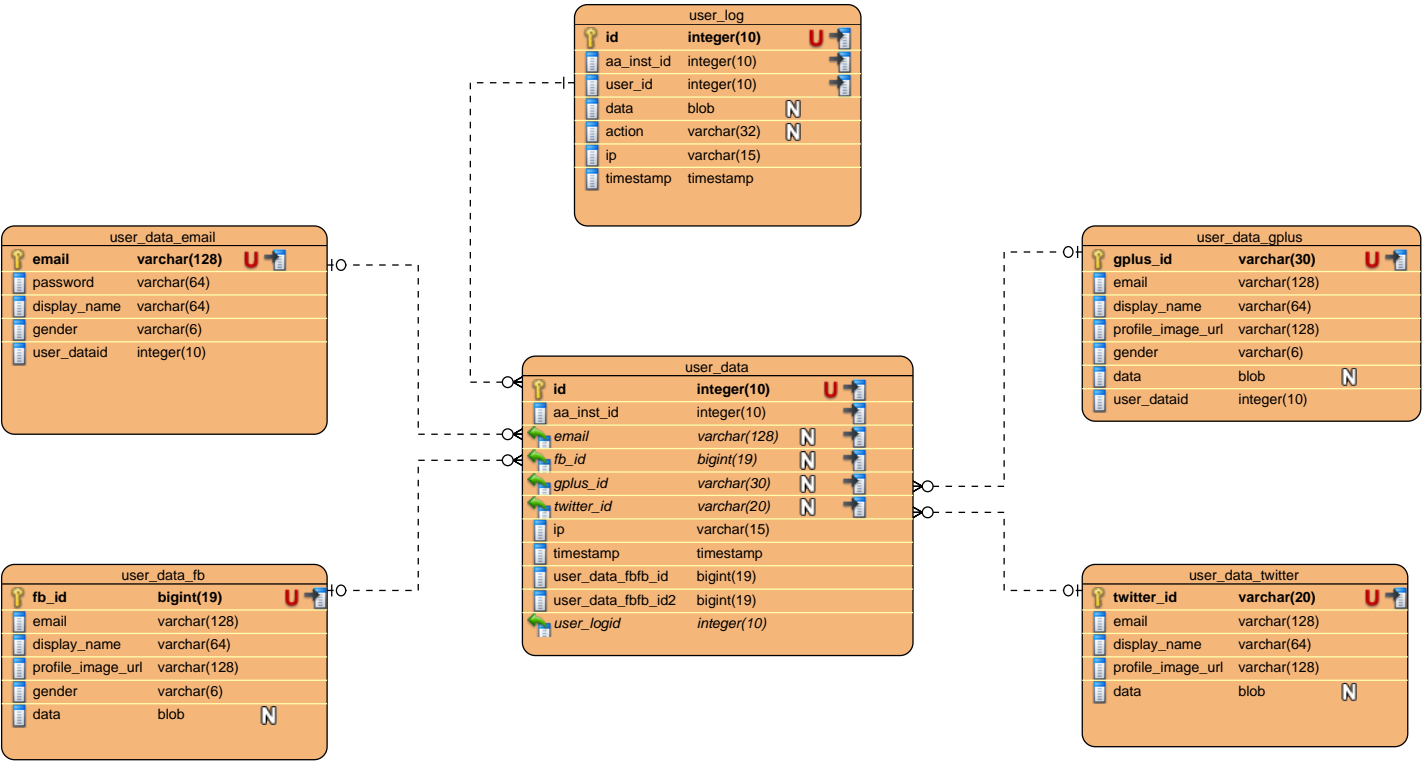 user_log
id integer(10) U
aa_inst_id integer(10)
user_id integer(10)
data blob N
action varchar(32) N
ip varchar(15)
timestamp timestamp
user_data_email
email varchar(128) U
password varchar(64)
display_name varchar(64)
gender varchar(6)
user_dataid integer(10)
user_data_gplus
gplus_id varchar(30) U
email varchar(128)
display_name varchar(64)
profile_image_url varchar(128)
gender varchar(6)
data blob N
user_dataid integer(10)
user_data
id integer(10) U
aa_inst_id integer(10)
email varchar(128) N
fb_id bigint(19) N
gplus_id varchar(30) N
twitter_id varchar(20) N
ip varchar(15)
timestamp timestamp
user_data_fbfb_id bigint(19)
user_data_fbfb_id2 bigint(19)
user_logid integer(10)
user_data_fb
fb_id bigint(19) U
email varchar(128)
display_name varchar(64)
profile_image_url varchar(128)
gender varchar(6)
data blob N
user_data_twitter
twitter_id varchar(20) U
email varchar(128)
display_name varchar(64)
profile_image_url varchar(128)
data blob N